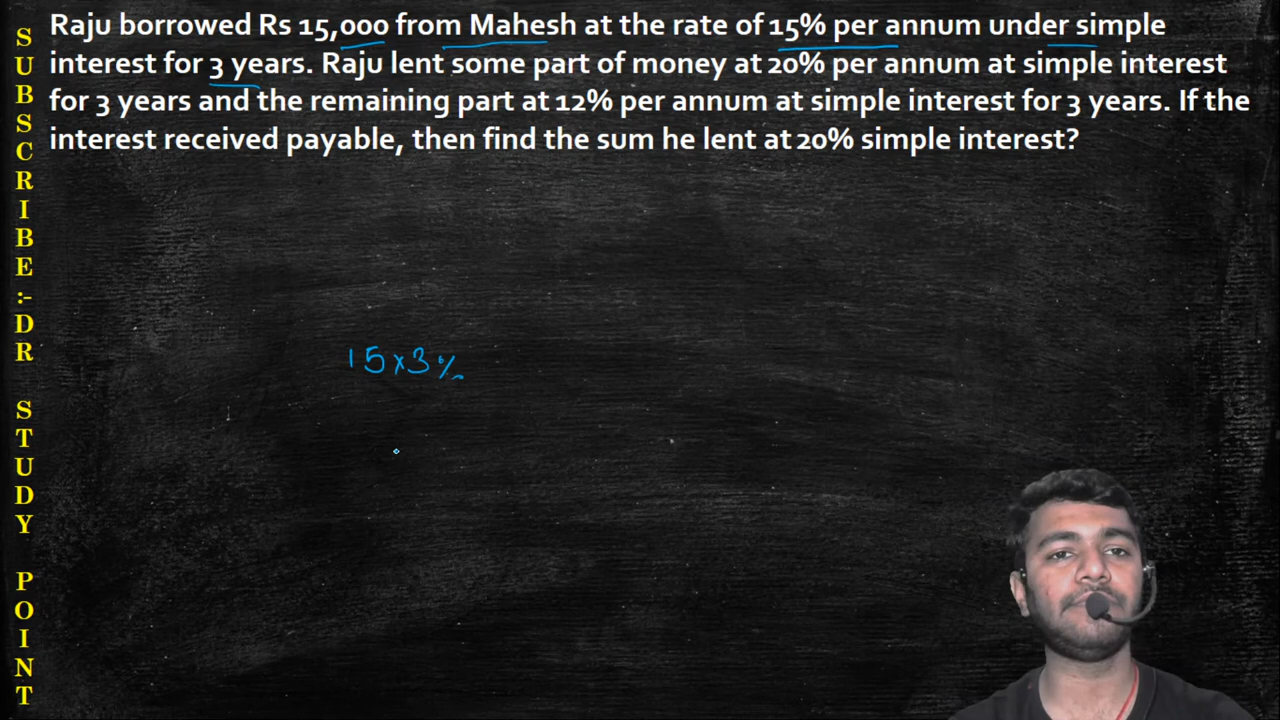 Raju borrowed Rs 15,000 from Mahesh at the rate of 15% per annum under simple
interest for 3 years. Raju lent some part of money at 20% per annum at simple interest
for 3 years and the remaining part at 12% per annum at simple interest for 3 years. If the
interest received payable, then find the sum he lent at 20% simple interest?
15x3%
SUBSCRIBE:-DR STUDY POINT